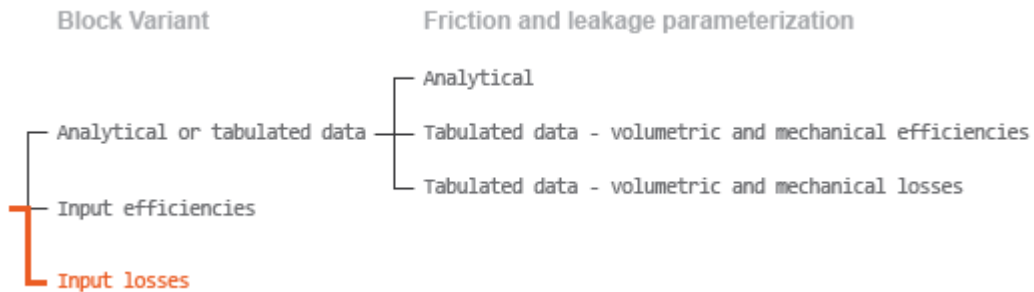 Block Variant
Friction and leakage parameterization
Analytical
Analytical or tabulated data
Tabulated data - volumetric and mechanical efficiencies
Tabulated data - volumetric and mechanical losses
Input efficiencies
Input losses